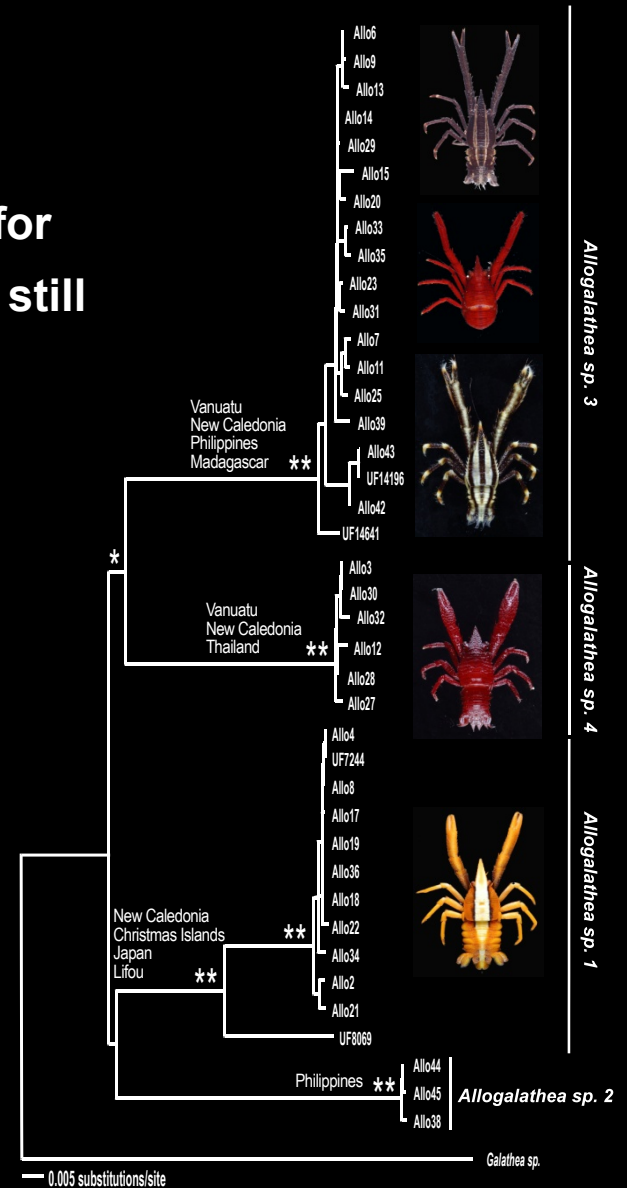 for
still
Allo6
Allo9
Allo13
Allo14
Allo29
Allo15
Allo20
Allo33
Allo35
Allo23
Allo31
Allo7
Allo11
Allo25
Allo39
Allo43
UF14196
Allo42
UF14641
Vanuatu
New Caledonia
Philippines
Madagascar
**
Allogalathea sp. 3
*
Allo3
Allo30
Allo32
Allo12
Allo28
Allo27
Vanuatu
New Caledonia
Thailand
**
Allogalathea sp. 4
Allo4
UF7244
Allo8
Allo17
Allo19
Allo36
Allo18
Allo22
Allo34
Allo2
Allo21
UF8069
New Caledonia
Christmas Islands
Japan
Lifou
**
**
Allogalathea sp. 1
Philippines
**
Allo44
Allo45
Allo38
Allogalathea sp. 2
Galathea sp.
0.005 substitutions/site